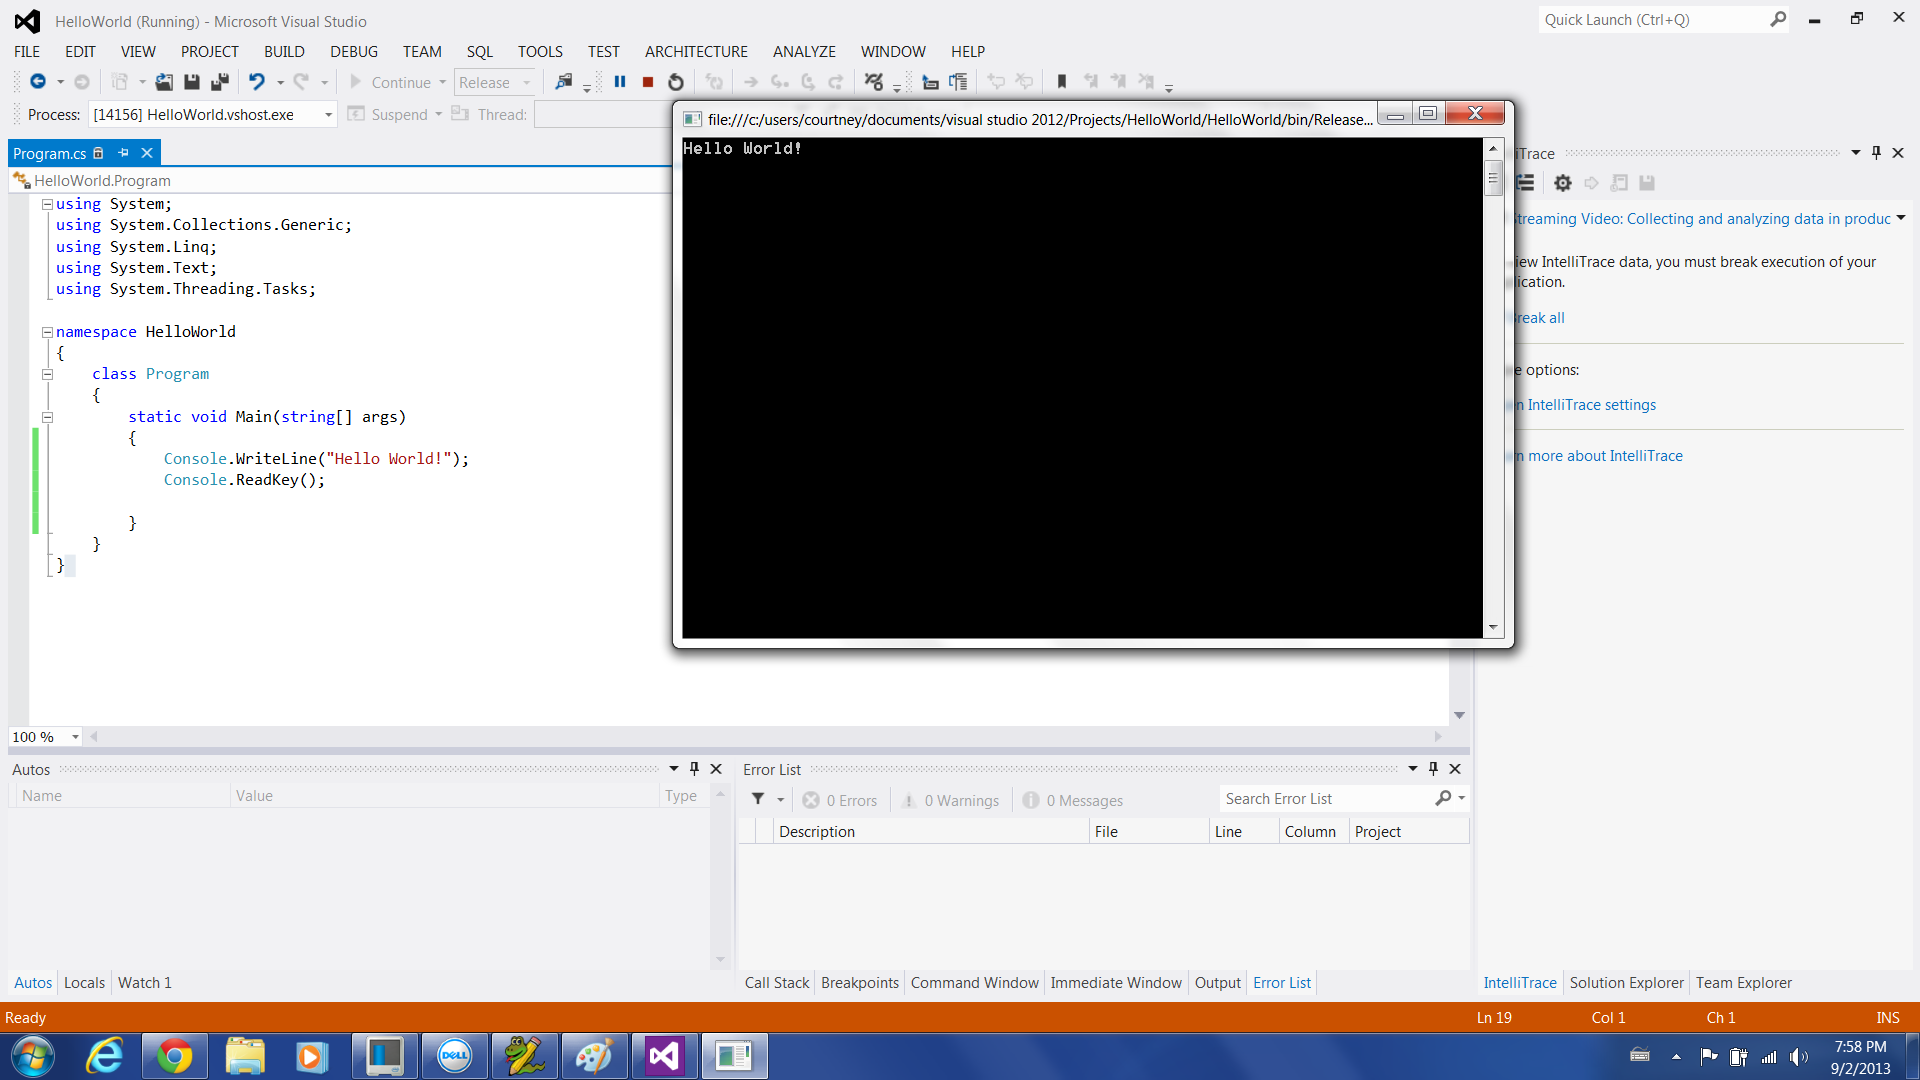 HelloWorld (Running) - Microsoft Visual Studio
Quick Launch (Ctrl+Q)
FILE EDIT VIEW PROJECT BUILD DEBUG TEAM SQL TOOLS TEST ARCHITECTURE ANALYZE WINDOW HELP
Continue Release
Process: [14156] HelloWorld.vshost.exe Suspend Thread:
file:///c:/users/courtney/documents/visual studio 2012/Projects/HelloWorld/HelloWorld/bin/Release...
Hello World!
Program.cs
HelloWorld.Program
using System;
using System.Collections.Generic;
using System.Linq;
using System.Text;
using System.Threading.Tasks;
namespace HelloWorld
{
class Program
{
static void Main(string[] args)
{
Console.WriteLine("Hello World!");
Console.ReadKey();
}
}
}
100 %
iTrace
treaming Video: Collecting and analyzing data in produc
iew IntelliTrace data, you must break execution of your
lication.
reak all
e options:
n IntelliTrace settings
n more about IntelliTrace
Autos
Name Value Type
Error List
0 Errors 0 Warnings 0 Messages Search Error List
Description File Line Column Project
Autos Locals Watch 1
Call Stack Breakpoints Command Window Immediate Window Output Error List
IntelliTrace Solution Explorer Team Explorer
Ready Ln 19 Col 1 Ch 1 INS
DELL
7:58 PM
9/2/2013